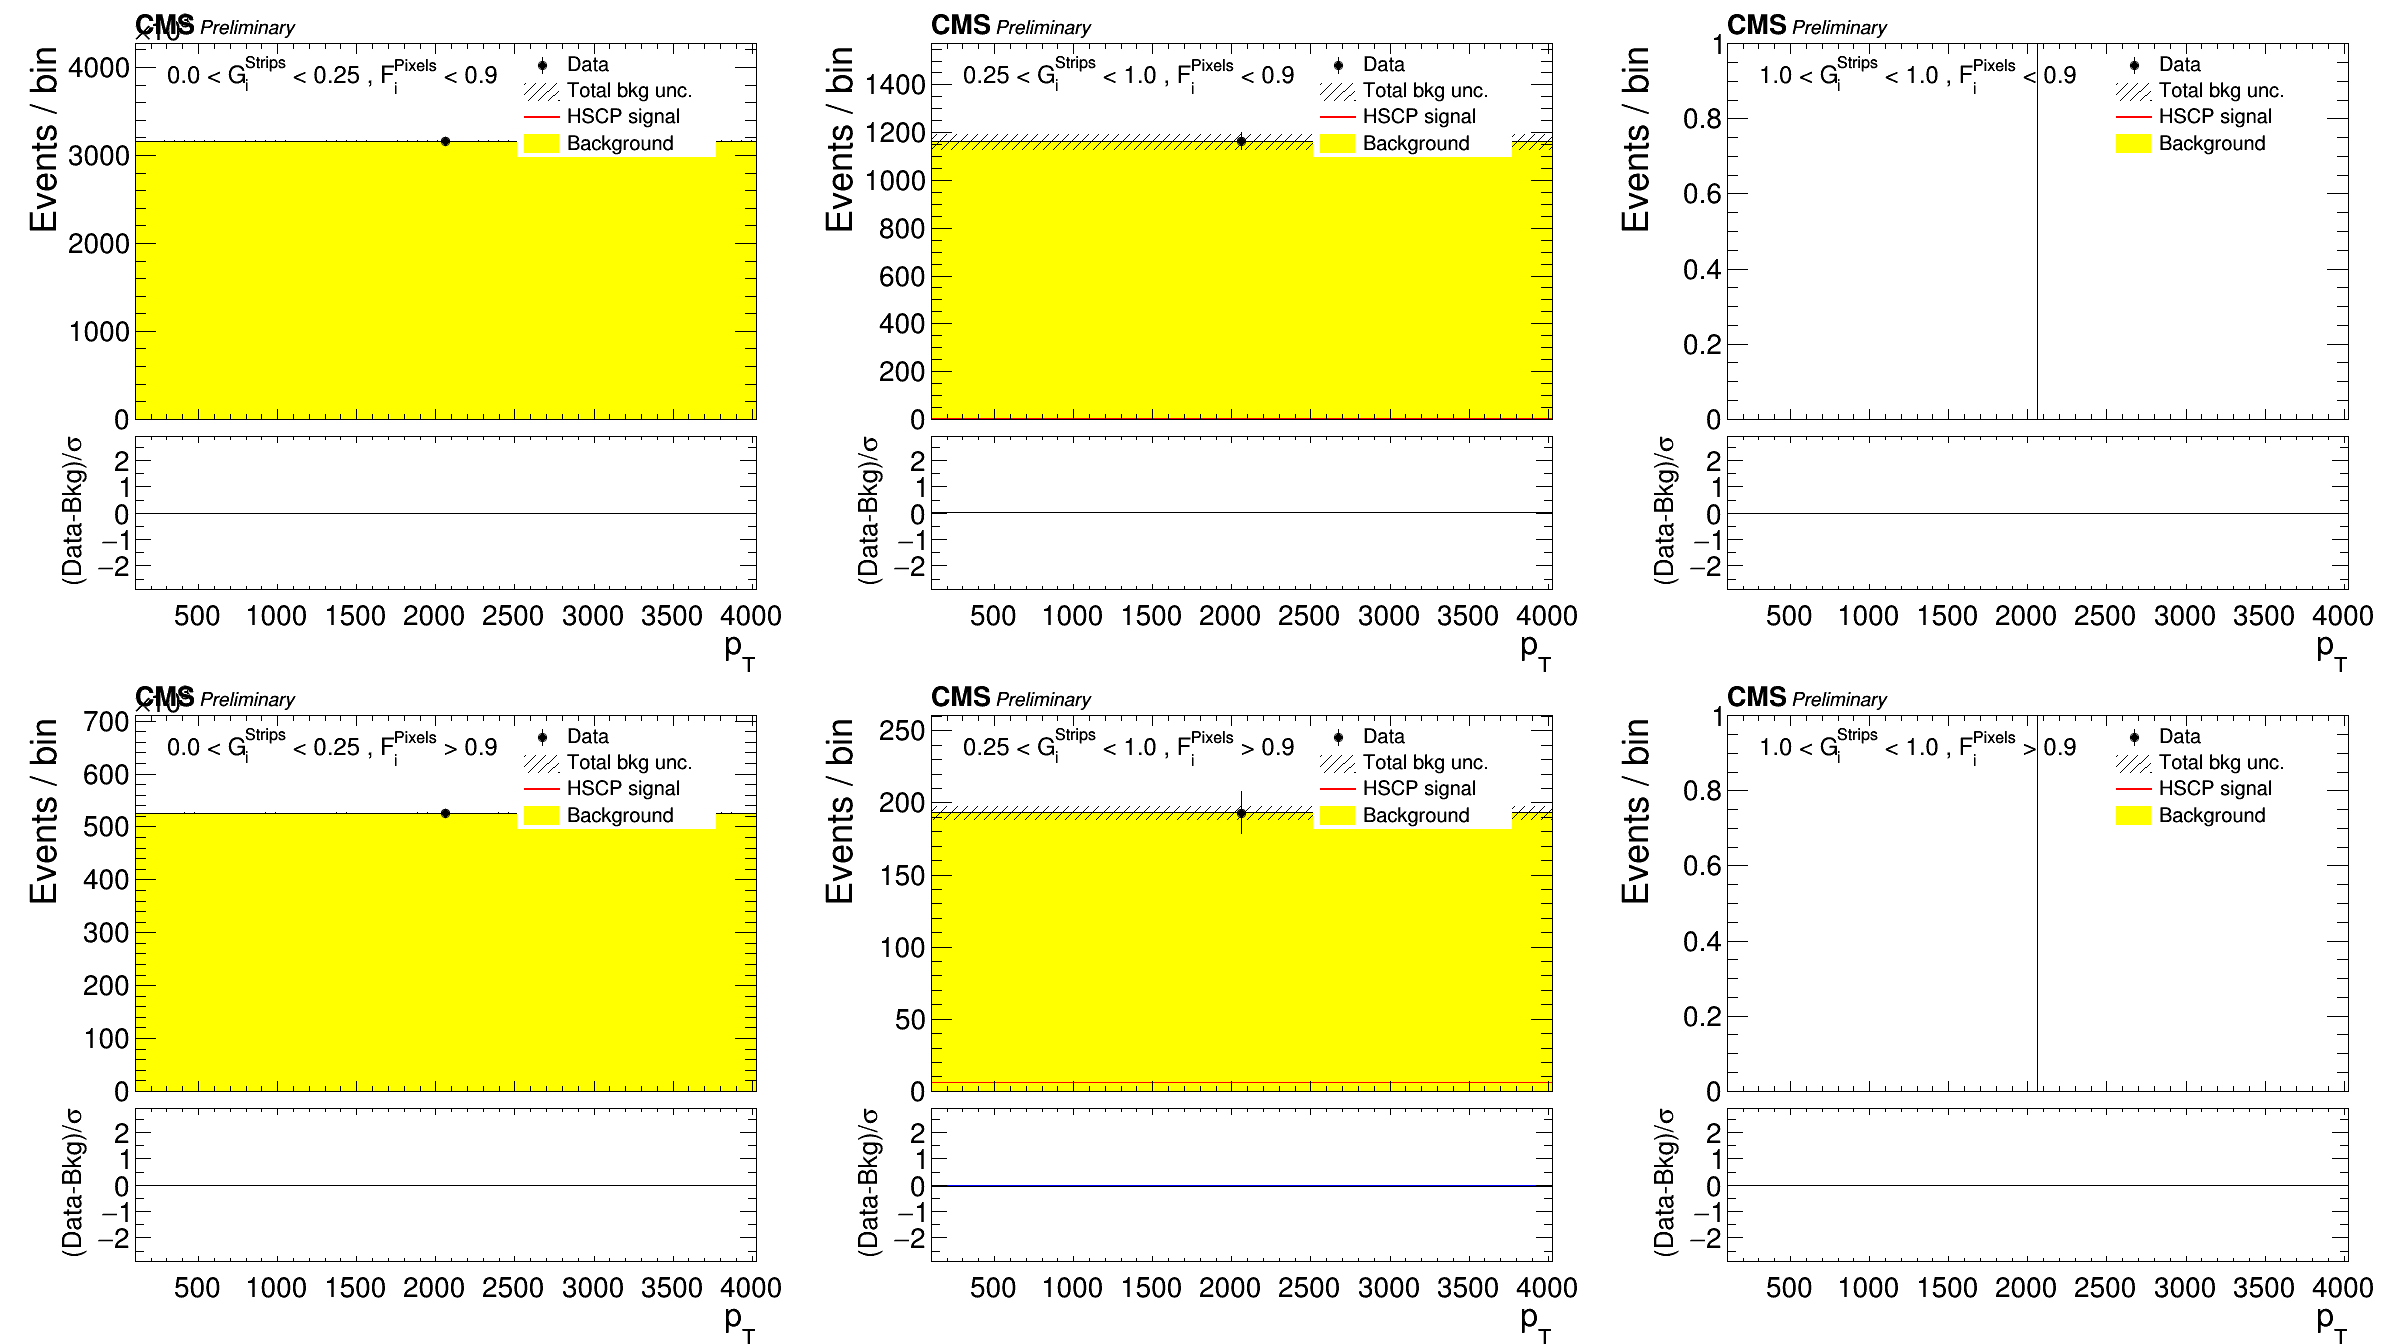 CMS Preliminary
Events / bin
4000
3000
2000
1000
0
0.0 < G_i^Strips < 0.25 , F_i^Pixels < 0.9
Data
Total bkg unc.
HSCP signal
Background
(Data-Bkg)/σ
2
1
0
−1
−2
500 1000 1500 2000 2500 3000 3500 4000
p_T
CMS Preliminary
Events / bin
1400
1200
1000
800
600
400
200
0
0.25 < G_i^Strips < 1.0 , F_i^Pixels < 0.9
Data
Total bkg unc.
HSCP signal
Background
(Data-Bkg)/σ
2
1
0
−1
−2
500 1000 1500 2000 2500 3000 3500 4000
p_T
CMS Preliminary
Events / bin
1
0.8
0.6
0.4
0.2
0
1.0 < G_i^Strips < 1.0 , F_i^Pixels < 0.9
Data
Total bkg unc.
HSCP signal
Background
(Data-Bkg)/σ
2
1
0
−1
−2
500 1000 1500 2000 2500 3000 3500 4000
p_T
CMS Preliminary
Events / bin
700
600
500
400
300
200
100
0
0.0 < G_i^Strips < 0.25 , F_i^Pixels > 0.9
Data
Total bkg unc.
HSCP signal
Background
(Data-Bkg)/σ
2
1
0
−1
−2
500 1000 1500 2000 2500 3000 3500 4000
p_T
CMS Preliminary
Events / bin
250
200
150
100
50
0
0.25 < G_i^Strips < 1.0 , F_i^Pixels > 0.9
Data
Total bkg unc.
HSCP signal
Background
(Data-Bkg)/σ
2
1
0
−1
−2
500 1000 1500 2000 2500 3000 3500 4000
p_T
CMS Preliminary
Events / bin
1
0.8
0.6
0.4
0.2
0
1.0 < G_i^Strips < 1.0 , F_i^Pixels > 0.9
Data
Total bkg unc.
HSCP signal
Background
(Data-Bkg)/σ
2
1
0
−1
−2
500 1000 1500 2000 2500 3000 3500 4000
p_T